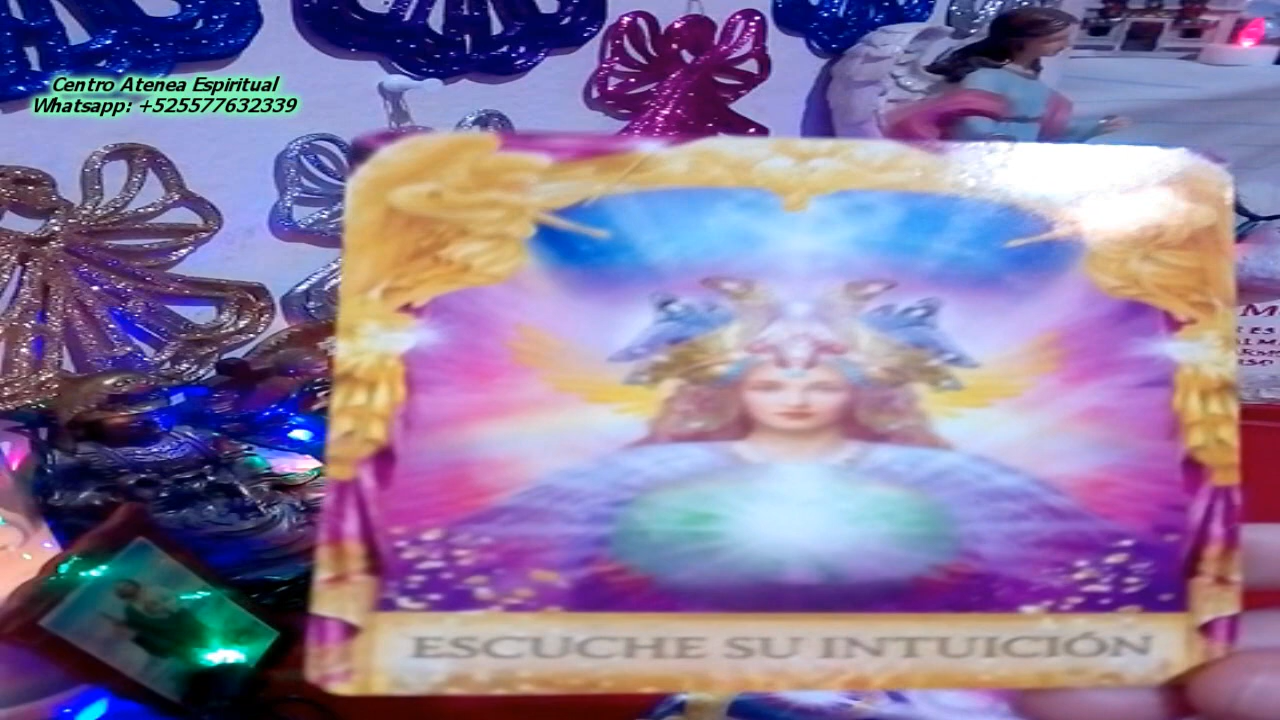 Centro Atenea Espiritual
Whatsapp: +525577632339
ESCUCHE SU INTUICIÓN